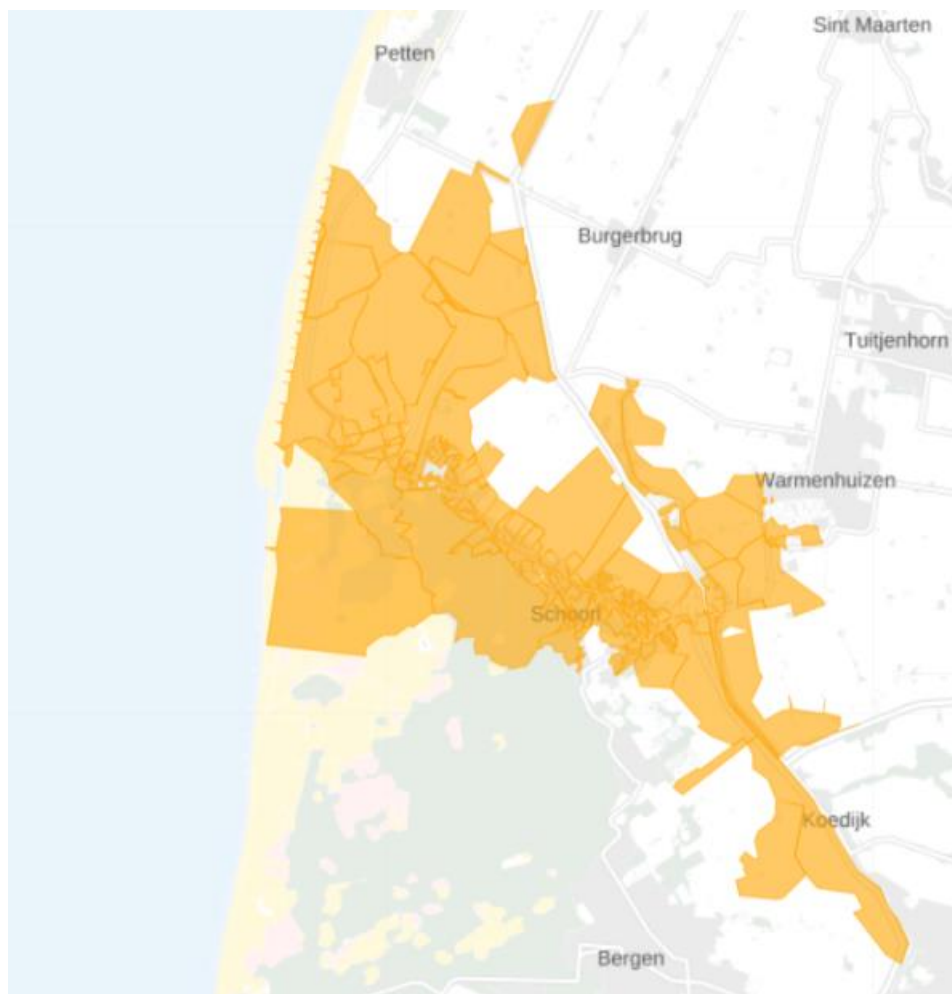 Sint Maarten
Petten
Burgerbrug
Tuitjenhorn
Warmenhuizen
Schoorl
Koedijk
Bergen